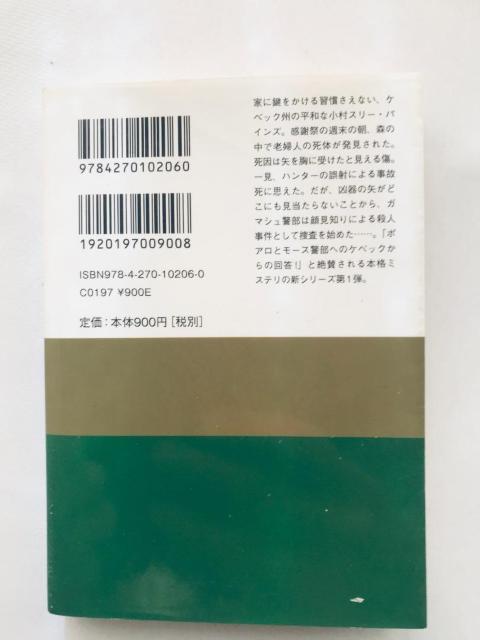 家に鍵をかける習慣さえない、ケ
ベック州の平和な小村スリー・パ
インズ。感謝祭の週末の朝、森の
中で老婦人の死体が発見された。
死因は矢を胸に受けたと見える傷。
一見、ハンターの誤射による事故
死に思えた。だが、凶器の矢がど
こにも見当たらないことから、ガ
マシュ警部は顔見知りによる殺人
事件として捜査を始めた……。「ポ
アロとモース警部へのケベックか
らの回答!」と絶賛される本格ミ
ステリの新シリーズ第1弾。
9784270102060
1920197009008
ISBN978-4-270-10206-0
C0197 ¥900E
定価:本体900円[税別]